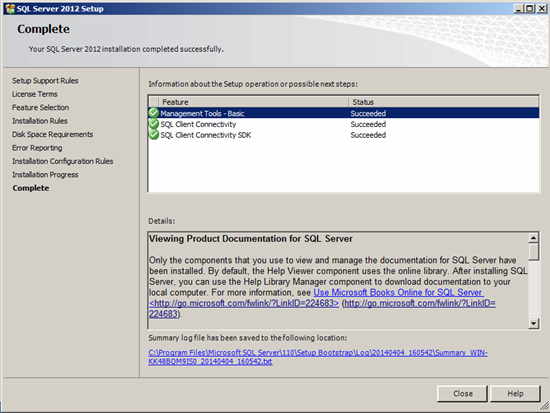 SQL Server 2012 Setup
Complete
Your SQL Server 2012 installation completed successfully.
Setup Support Rules
License Terms
Feature Selection
Installation Rules
Disk Space Requirements
Error Reporting
Installation Configuration Rules
Installation Progress
Complete
Information about the Setup operation or possible next steps:
Feature Status
Management Tools - Basic Succeeded
SQL Client Connectivity Succeeded
SQL Client Connectivity SDK Succeeded
Details:
Viewing Product Documentation for SQL Server
Only the components that you use to view and manage the documentation for SQL Server have
been installed. By default, the Help Viewer component uses the online library. After installing SQL
Server, you can use the Help Library Manager component to download documentation to your
local computer. For more information, see Use Microsoft Books Online for SQL Server
<http://go.microsoft.com/fwlink/?LinkID=224683> (http://go.microsoft.com/fwlink/?LinkID=
224683).
Summary log file has been saved to the following location:
C:\Program Files\Microsoft SQL Server\110\Setup Bootstrap\Log\20140404_160542\Summary_WIN-
KK48BQM9IS0_20140404_160542.txt
Close Help